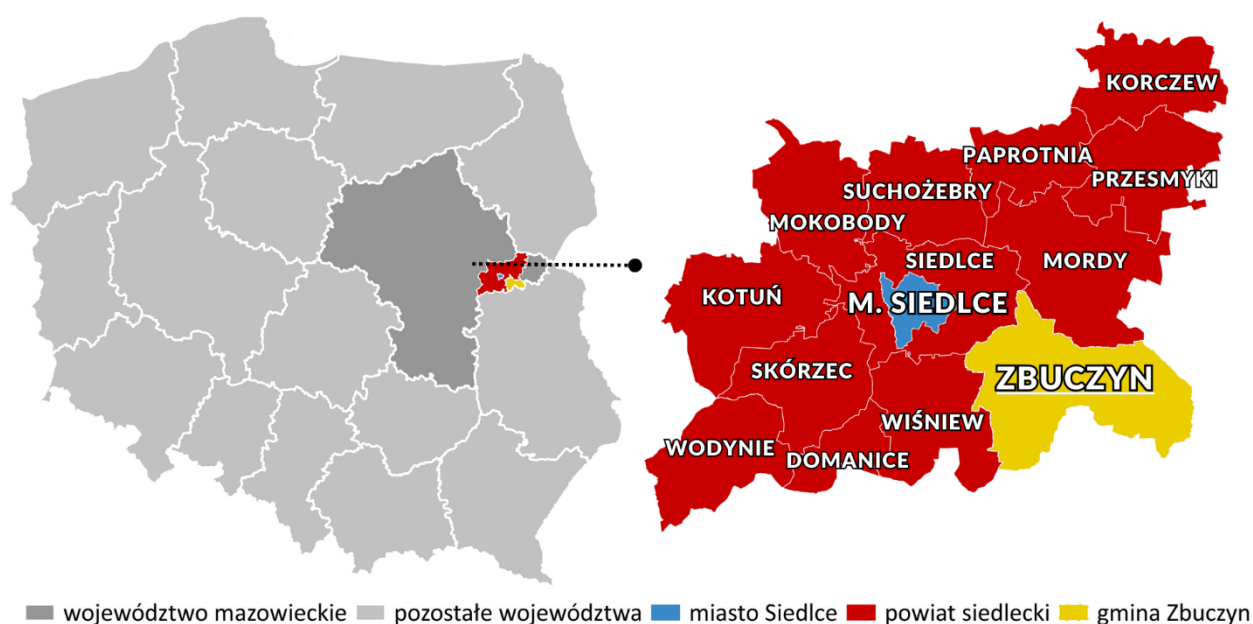 KORCZEW
PAPROTNIA
PRZESMYKI
SUCHOŻEBRY
MOKOBODY
SIEDLCE
MORDY
KOTUŃ
M. SIEDLCE
SKÓRZEC
ZBUCZYN
WIŚNIEW
WODYNIE
DOMANICE
województwo mazowieckie pozostałe województwa miasto Siedlce powiat siedlecki gmina Zbuczyn